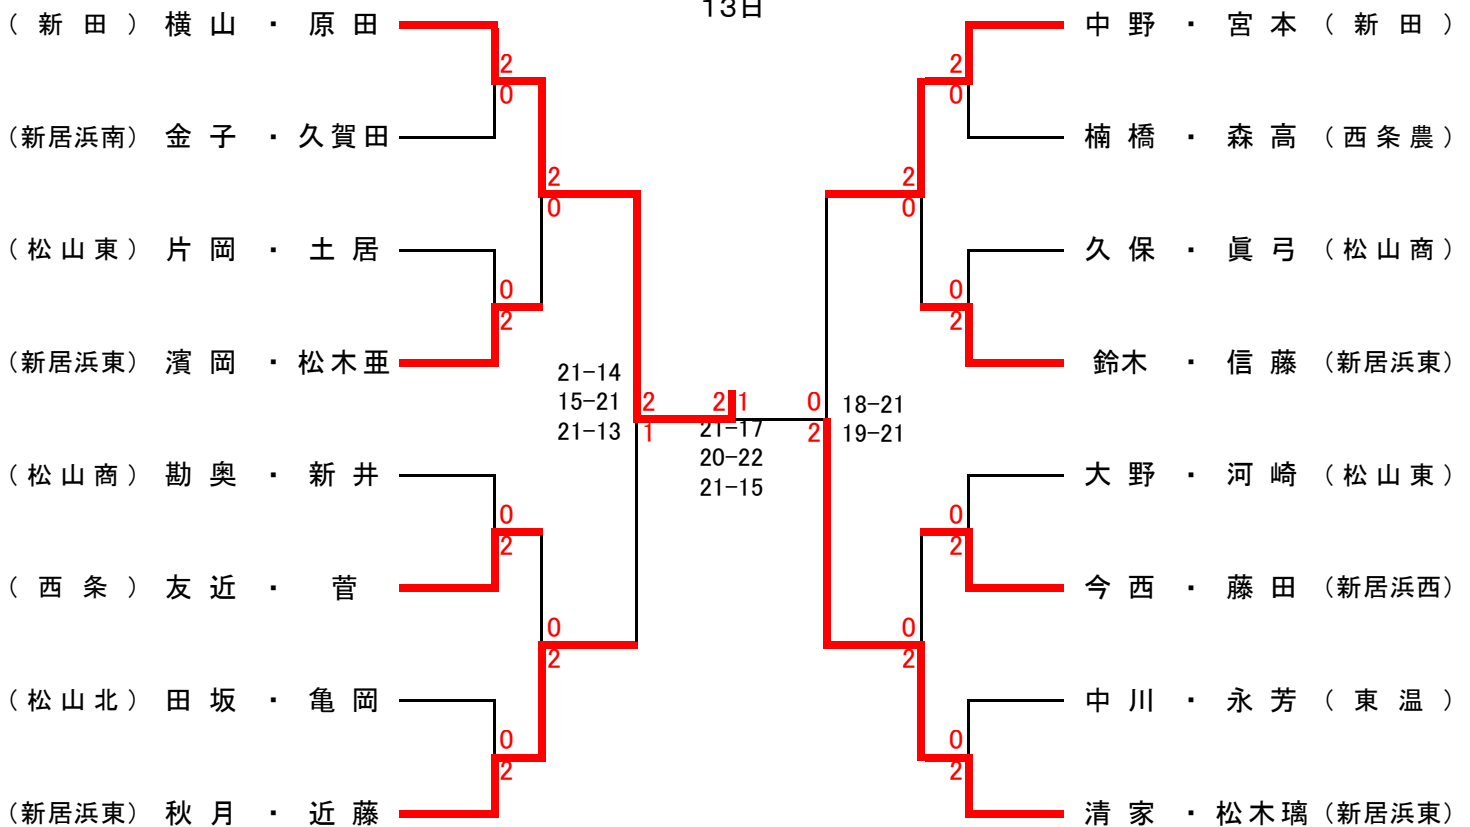 13日
(新田) 横山・原田
中野・宮本 (新田)
2
2
0
0
(新居浜南) 金子・久賀田
楠橋・森高 (西条農)
2
2
0
0
(松山東) 片岡・土居
久保・眞弓 (松山商)
0
0
2
2
(新居浜東) 濱岡・松木亜
鈴木・信藤 (新居浜東)
21-14
15-21
21-13
2
1
2 1
21-17
20-22
21-15
0
2
18-21
19-21
(松山商) 勘奥・新井
大野・河崎 (松山東)
0
0
2
2
(西条) 友近・菅
今西・藤田 (新居浜西)
0
0
2
2
(松山北) 田坂・亀岡
中川・永芳 (東温)
0
0
2
2
(新居浜東) 秋月・近藤
清家・松木璃 (新居浜東)